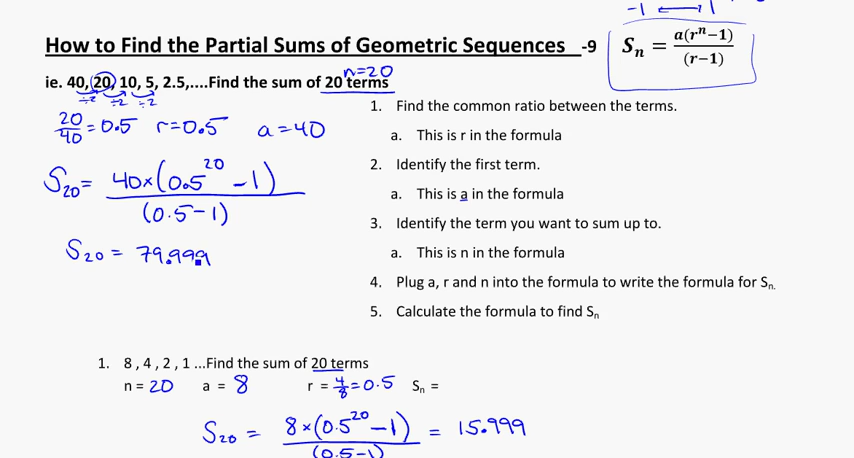 -1 ⟷ 1
How to Find the Partial Sums of Geometric Sequences -9 Sₙ = a(rⁿ−1)/(r−1)
n=20
ie. 40, 20, 10, 5, 2.5,....Find the sum of 20 terms
÷2 ÷2 ÷2
20/40 = 0.5 r=0.5 a=40
S₂₀ = 40×(0.5²⁰ −1)/(0.5−1)
S₂₀ = 79.999
1. Find the common ratio between the terms.
a. This is r in the formula
2. Identify the first term.
a. This is a in the formula
3. Identify the term you want to sum up to.
a. This is n in the formula
4. Plug a, r and n into the formula to write the formula for Sₙ.
5. Calculate the formula to find Sₙ
1. 8 , 4 , 2 , 1 ...Find the sum of 20 terms
n = 20 a = 8 r = 4/8 = 0.5 Sₙ =
S₂₀ = 8×(0.5²⁰ −1)/(0.5−1) = 15.999